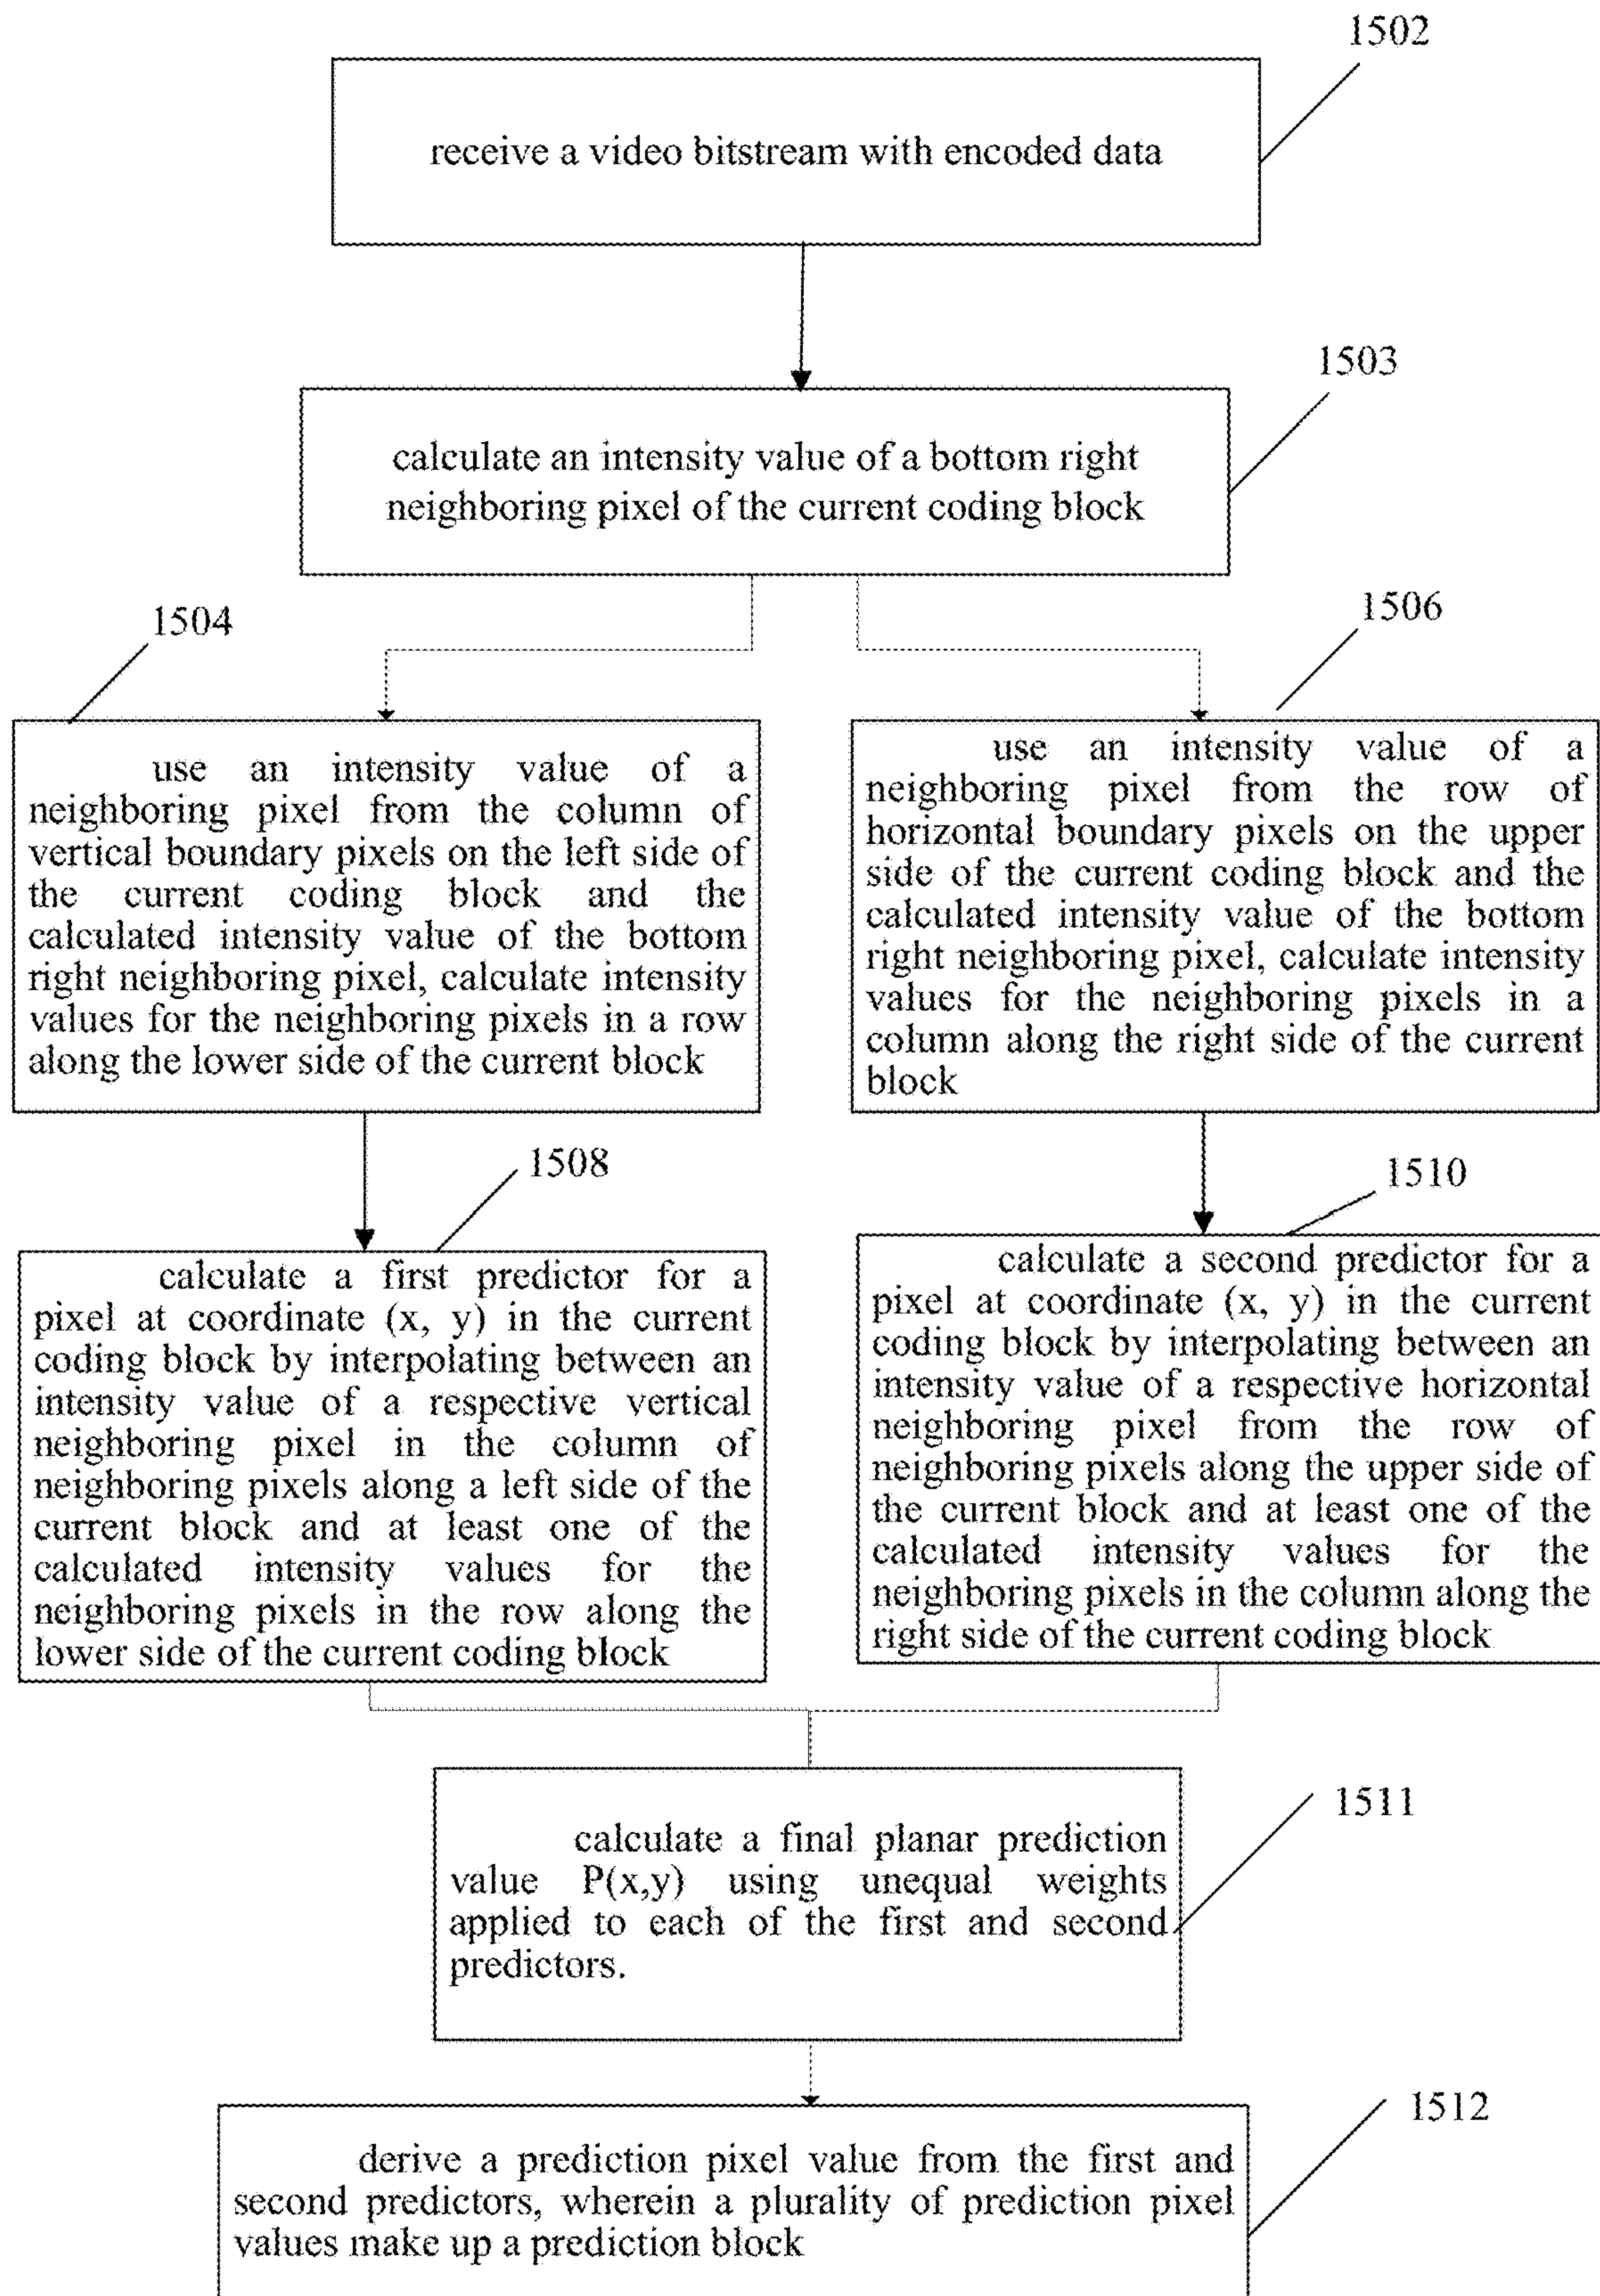 1502
receive a video bitstream with encoded data
1503
calculate an intensity value of a bottom right
neighboring pixel of the current coding block
1504
1506
use an intensity value of a
neighboring pixel from the column of
vertical boundary pixels on the left side of
the current coding block and the
calculated intensity value of the bottom
right neighboring pixel, calculate intensity
values for the neighboring pixels in a row
along the lower side of the current block
use an intensity value of a
neighboring pixel from the row of
horizontal boundary pixels on the upper
side of the current coding block and the
calculated intensity value of the bottom
right neighboring pixel, calculate intensity
values for the neighboring pixels in a
column along the right side of the current
block
1508
1510
calculate a first predictor for a
pixel at coordinate (x, y) in the current
coding block by interpolating between an
intensity value of a respective vertical
neighboring pixel in the column of
neighboring pixels along a left side of the
current block and at least one of the
calculated intensity values for the
neighboring pixels in the row along the
lower side of the current coding block
calculate a second predictor for a
pixel at coordinate (x, y) in the current
coding block by interpolating between an
intensity value of a respective horizontal
neighboring pixel from the row of
neighboring pixels along the upper side of
the current block and at least one of the
calculated intensity values for the
neighboring pixels in the column along the
right side of the current coding block
1511
calculate a final planar prediction
value P(x,y) using unequal weights
applied to each of the first and second
predictors.
1512
derive a prediction pixel value from the first and
second predictors, wherein a plurality of prediction pixel
values make up a prediction block